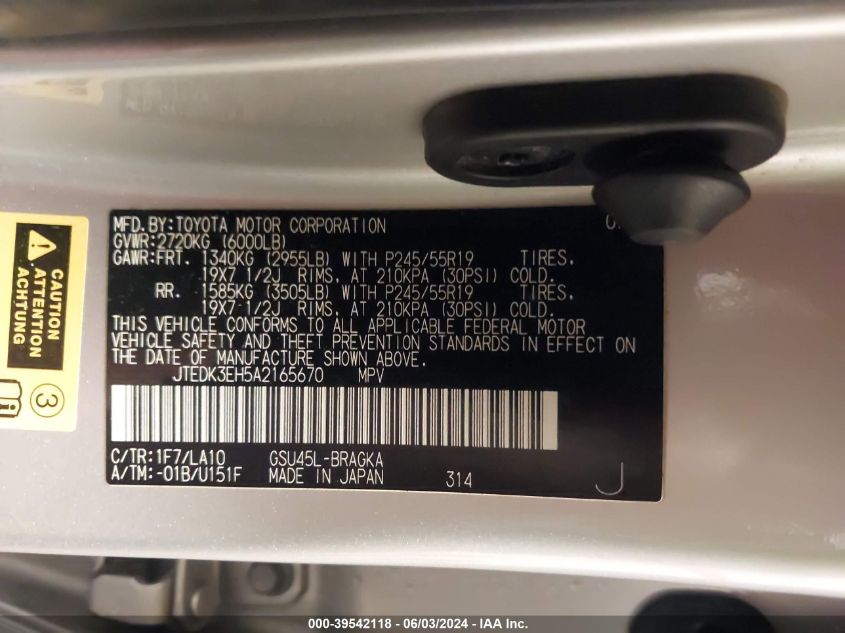 MFD.BY:TOYOTA MOTOR CORPORATION
GVWR:2720KG (6000LB)
GAWR:FRT. 1340KG (2955LB) WITH P245/55R19 TIRES.
19X7 1/2J RIMS. AT 210KPA (30PSI) COLD.
RR. 1585KG (3505LB) WITH P245/55R19 TIRES.
19X7 1/2J RIMS. AT 210KPA (30PSI) COLD.
THIS VEHICLE CONFORMS TO ALL APPLICABLE FEDERAL MOTOR
VEHICLE SAFETY AND THEFT PREVENTION STANDARDS IN EFFECT ON
THE DATE OF MANUFACTURE SHOWN ABOVE.
JTEDK3EH5A2165670 MPV
C/TR:1F7/LA10 GSU45L-BRAGKA
A/TM:-01B/U151F MADE IN JAPAN 314 J
CAUTION
ATTENTION
ACHTUNG
3
000-39542118 - 06/03/2024 - IAA Inc.